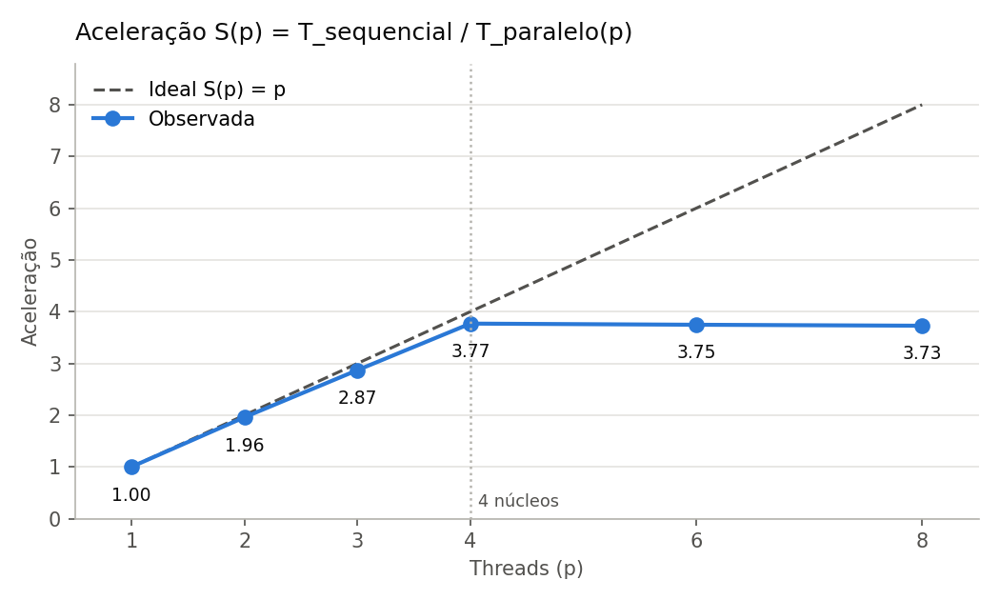 Aceleração S(p) = T_sequencial / T_paralelo(p)
Ideal S(p) = p
Observada
Aceleração
8
7
6
5
4
3
2
1
0
1.00
1.96
2.87
3.77
3.75
3.73
4 núcleos
1 2 3 4 6 8
Threads (p)